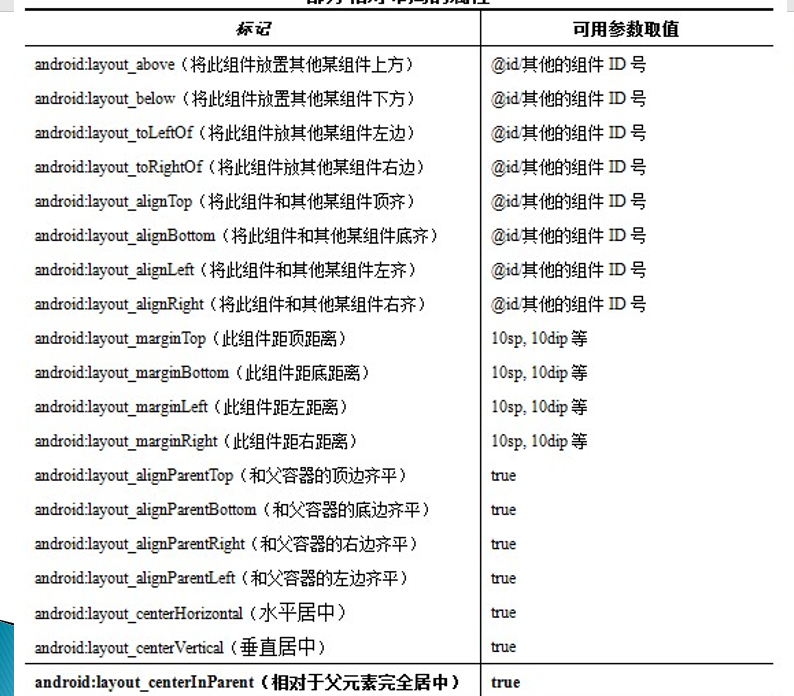 标记 可用参数取值
android:layout_above（将此组件放置其他某组件上方） @id/其他的组件 ID 号
android:layout_below（将此组件放置其他某组件下方） @id/其他的组件 ID 号
android:layout_toLeftOf（将此组件放其他某组件左边） @id/其他的组件 ID 号
android:layout_toRightOf（将此组件放其他某组件右边） @id/其他的组件 ID 号
android:layout_alignTop（将此组件和其他某组件顶齐） @id/其他的组件 ID 号
android:layout_alignBottom（将此组件和其他某组件底齐） @id/其他的组件 ID 号
android:layout_alignLeft（将此组件和其他某组件左齐） @id/其他的组件 ID 号
android:layout_alignRight（将此组件和其他某组件右齐） @id/其他的组件 ID 号
android:layout_marginTop（此组件距顶距离） 10sp, 10dip 等
android:layout_marginBottom（此组件距底距离） 10sp, 10dip 等
android:layout_marginLeft（此组件距左距离） 10sp, 10dip 等
android:layout_marginRight（此组件距右距离） 10sp, 10dip 等
android:layout_alignParentTop（和父容器的顶边齐平） true
android:layout_alignParentBottom（和父容器的底边齐平） true
android:layout_alignParentRight（和父容器的右边齐平） true
android:layout_alignParentLeft（和父容器的左边齐平） true
android:layout_centerHorizontal（水平居中） true
android:layout_centerVertical（垂直居中） true
android:layout_centerInParent（相对于父元素完全居中） true